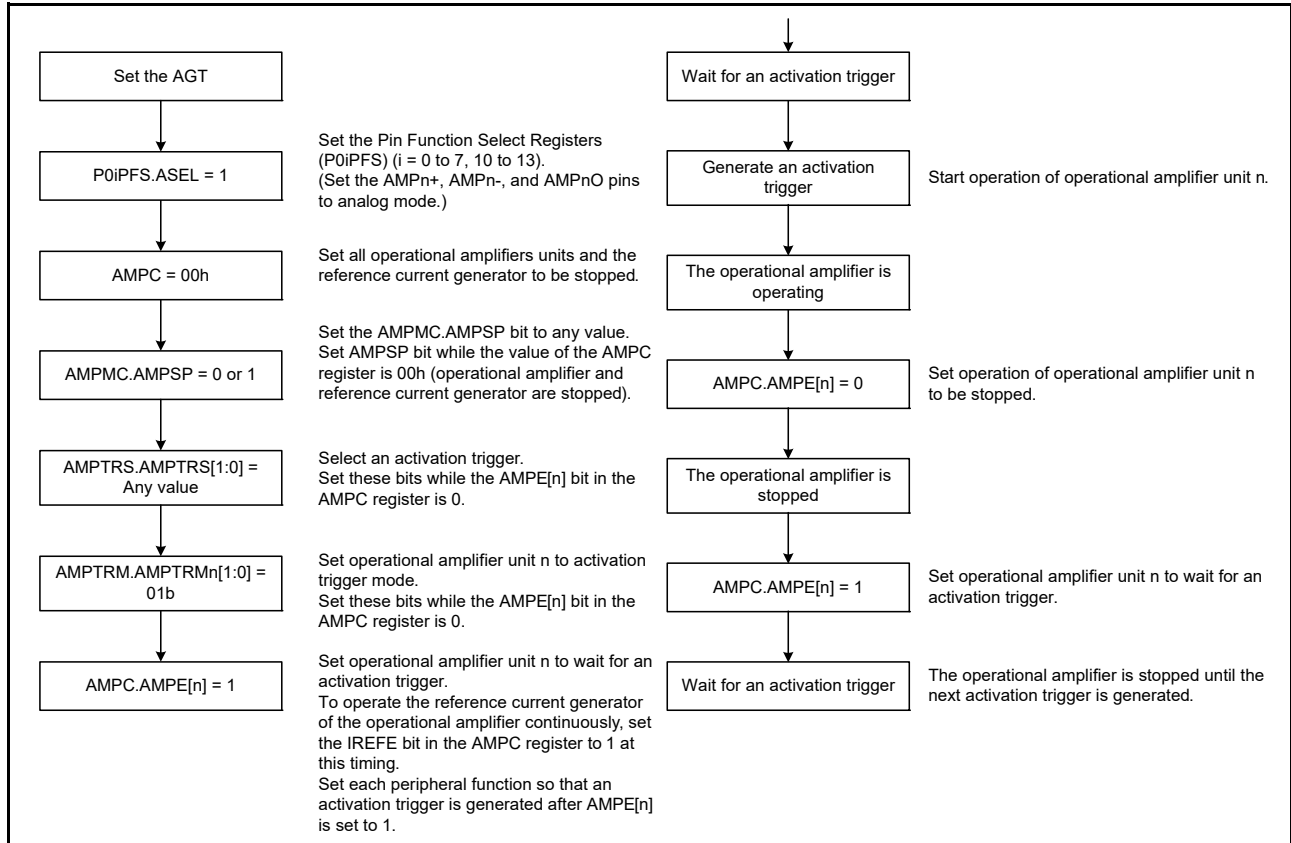 Set the AGT
P0iPFS.ASEL = 1
Set the Pin Function Select Registers
(P0iPFS) (i = 0 to 7, 10 to 13).
(Set the AMPn+, AMPn-, and AMPnO pins
to analog mode.)
AMPC = 00h
Set all operational amplifiers units and the
reference current generator to be stopped.
AMPMC.AMPSP = 0 or 1
Set the AMPMC.AMPSP bit to any value.
Set AMPSP bit while the value of the AMPC
register is 00h (operational amplifier and
reference current generator are stopped).
AMPTRS.AMPTRS[1:0] =
Any value
Select an activation trigger.
Set these bits while the AMPE[n] bit in the
AMPC register is 0.
AMPTRM.AMPTRMn[1:0] =
01b
Set operational amplifier unit n to activation
trigger mode.
Set these bits while the AMPE[n] bit in the
AMPC register is 0.
AMPC.AMPE[n] = 1
Set operational amplifier unit n to wait for an
activation trigger.
To operate the reference current generator
of the operational amplifier continuously, set
the IREFE bit in the AMPC register to 1 at
this timing.
Set each peripheral function so that an
activation trigger is generated after AMPE[n]
is set to 1.
Wait for an activation trigger
Generate an activation
trigger
Start operation of operational amplifier unit n.
The operational amplifier is
operating
AMPC.AMPE[n] = 0
Set operation of operational amplifier unit n
to be stopped.
The operational amplifier is
stopped
AMPC.AMPE[n] = 1
Set operational amplifier unit n to wait for an
activation trigger.
Wait for an activation trigger
The operational amplifier is stopped until the
next activation trigger is generated.